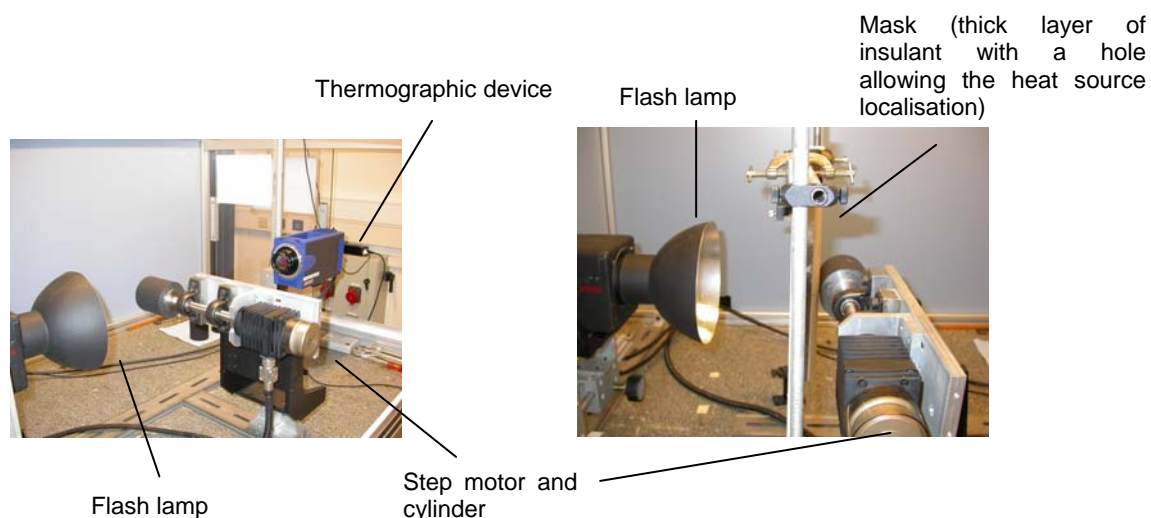 Mask (thick layer of
insulant with a hole
allowing the heat source
localisation)
Thermographic device
Flash lamp
Step motor and
cylinder
Flash lamp